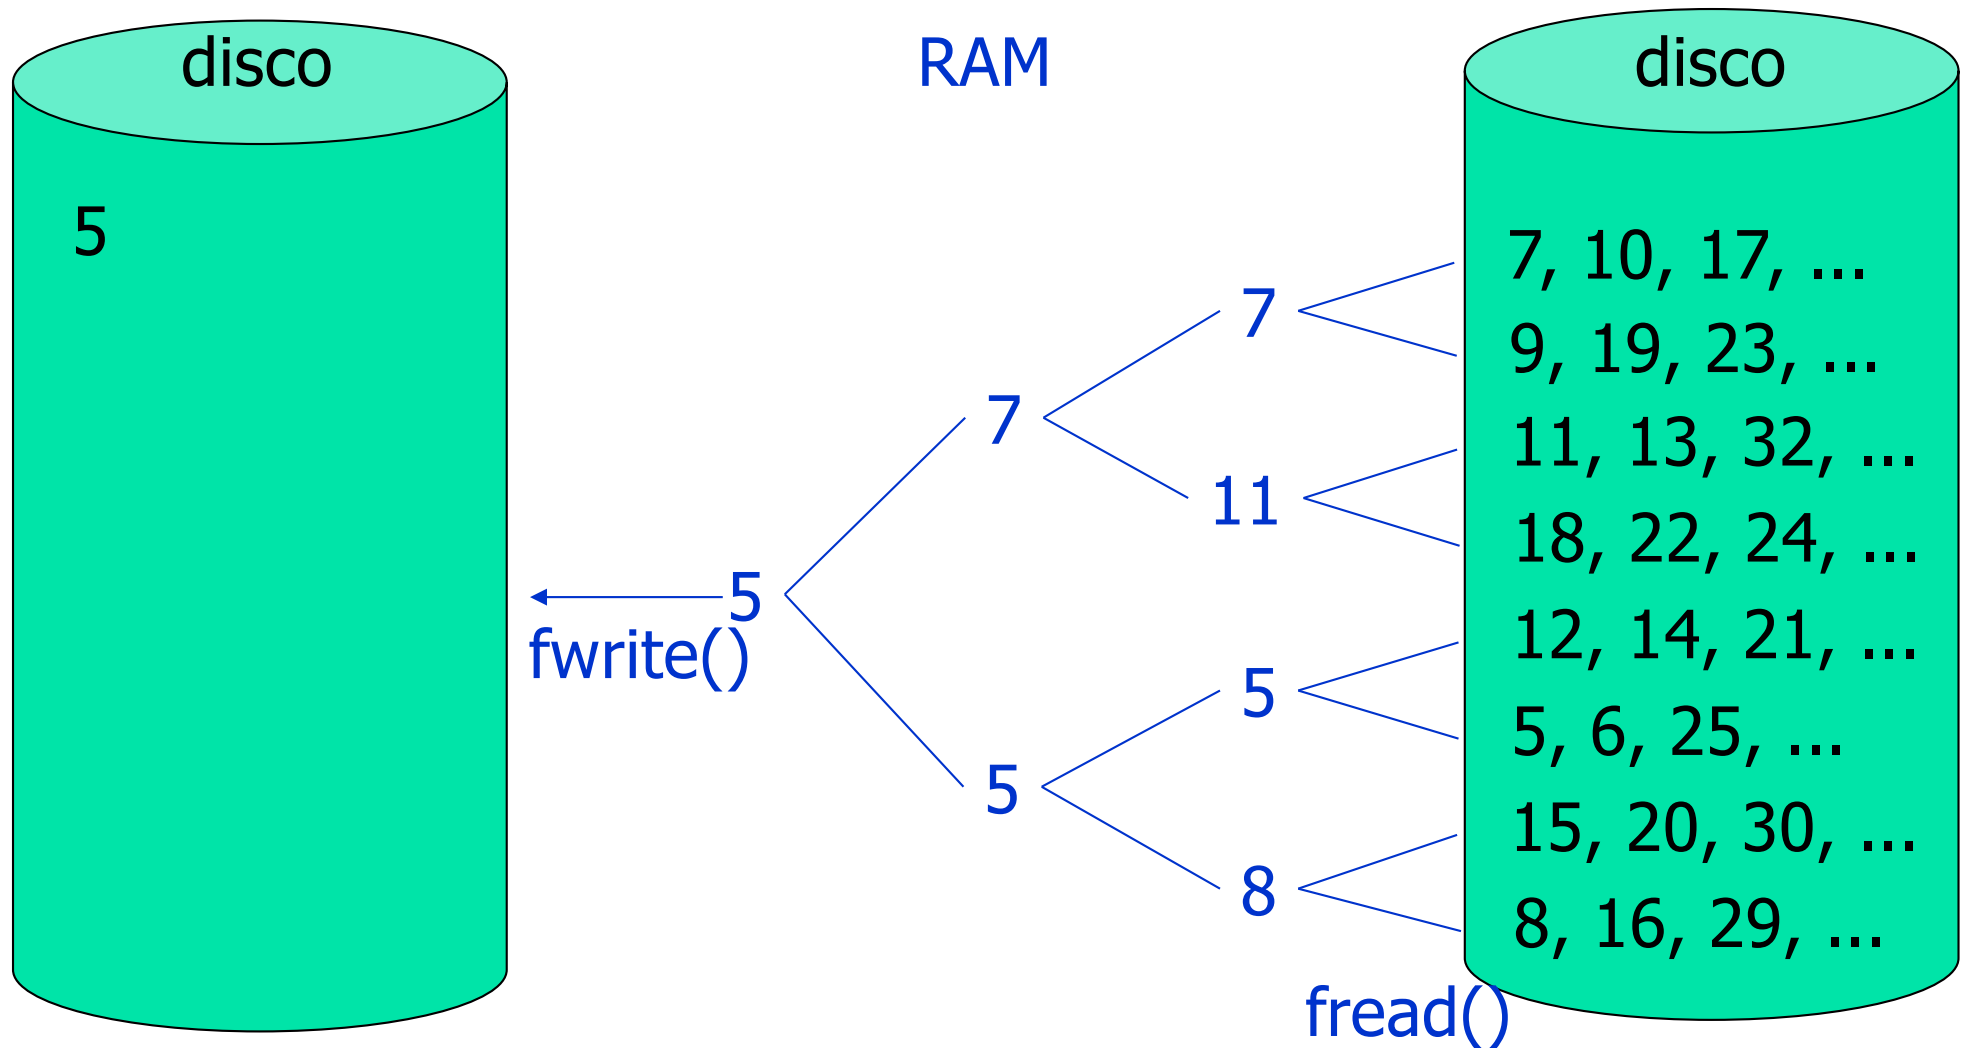 disco
RAM
disco
5
7
7
11
5
fwrite()
5
5
8
7, 10, 17, ...
9, 19, 23, ...
11, 13, 32, ...
18, 22, 24, ...
12, 14, 21, ...
5, 6, 25, ...
15, 20, 30, ...
8, 16, 29, ...
fread()